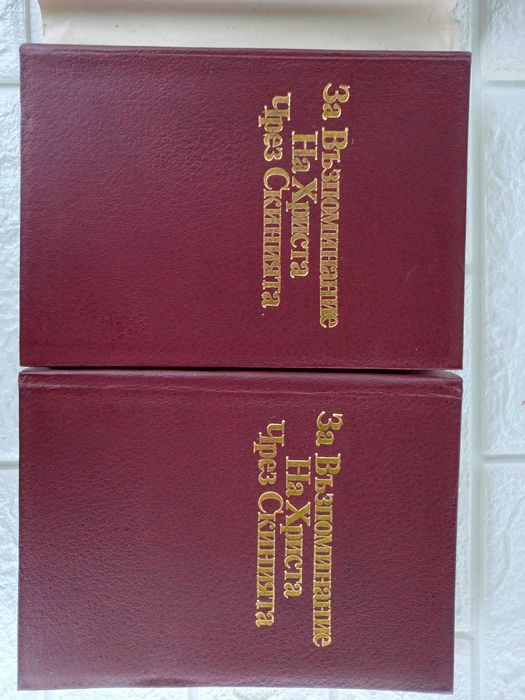 За Възпоминание
На Христа
Чрез Скинията
За Възпоминание
На Христа
Чрез Скинията